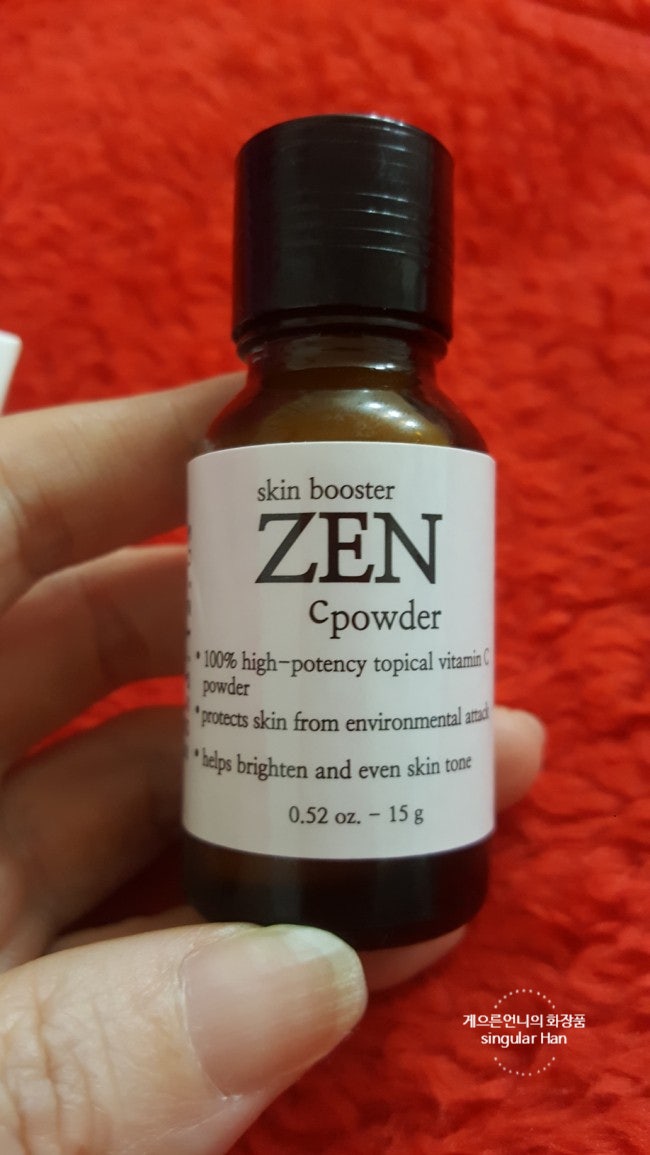 skin booster
ZEN
cpowder
• 100% high-potency topical vitamin C
powder
• protects skin from environmental attack
• helps brighten and even skin tone
0.52 oz. - 15 g
게으른언니의 화장품
singular Han